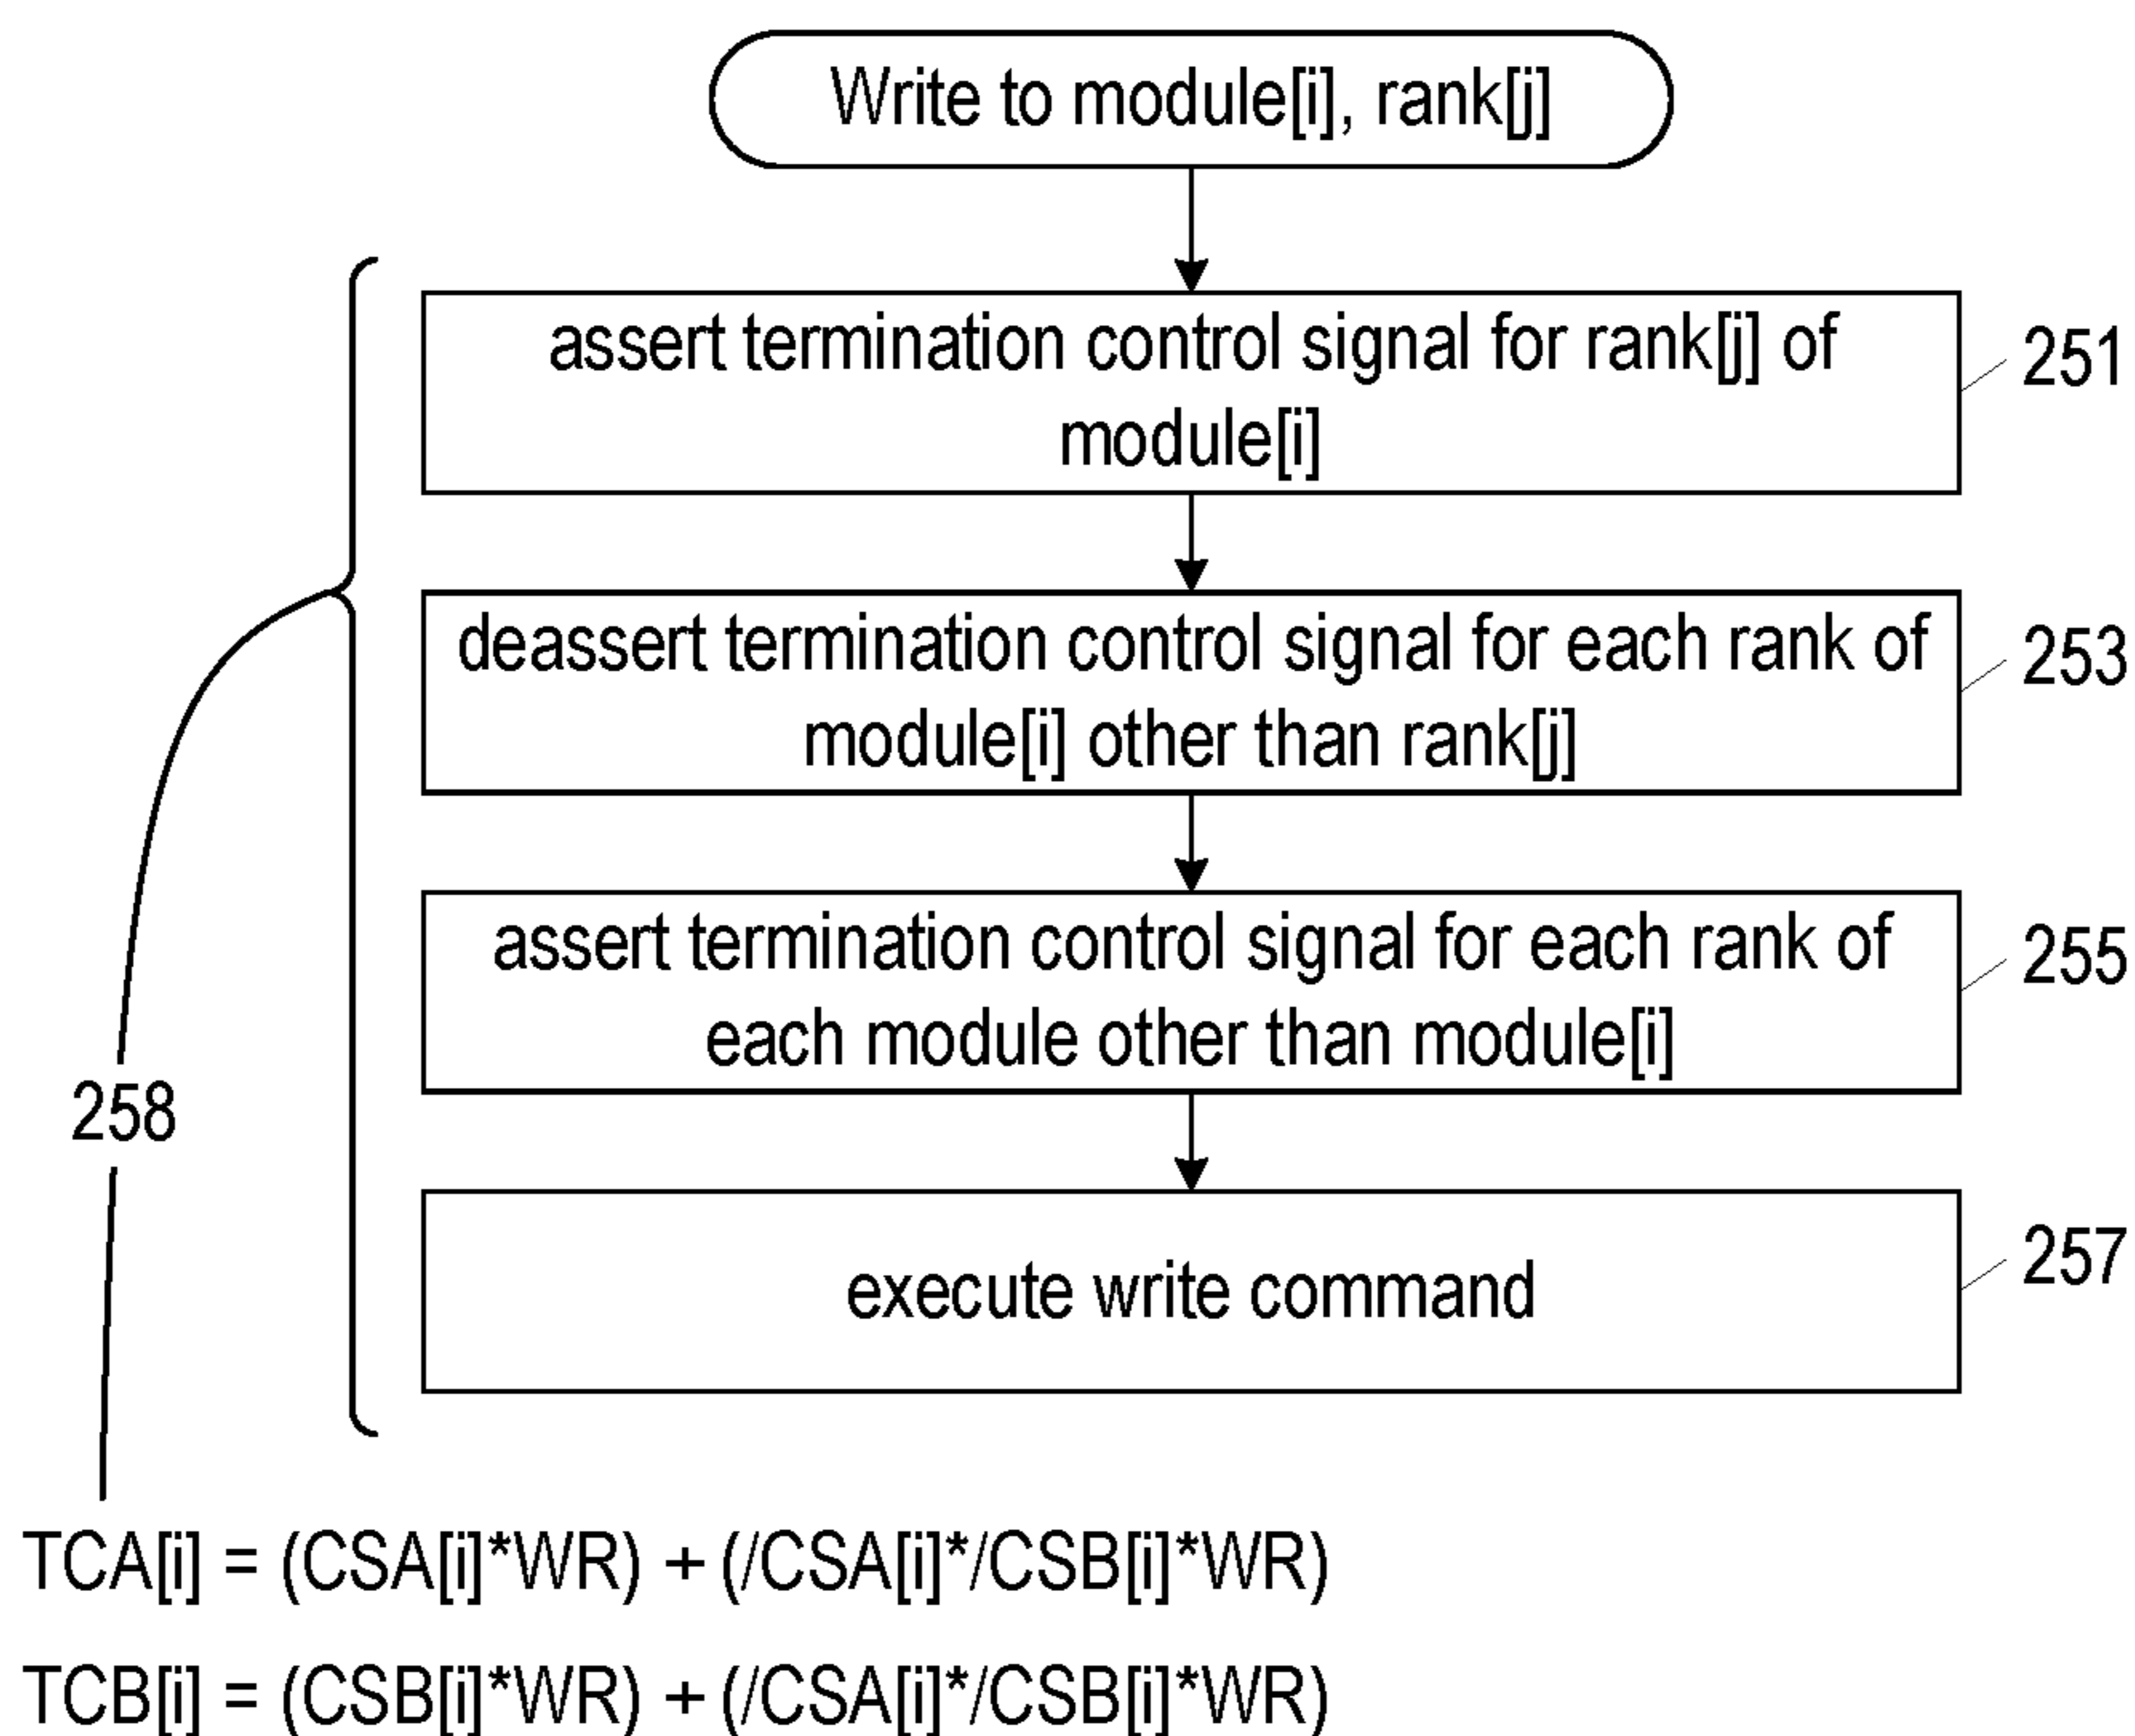 Write to module[i], rank[j]
assert termination control signal for rank[j] of
module[i]
251
deassert termination control signal for each rank of
module[i] other than rank[j]
253
assert termination control signal for each rank of
each module other than module[i]
255
258
execute write command
257
TCA[i] = (CSA[i]*WR) + (/CSA[i]*/CSB[i]*WR)
TCB[i] = (CSB[i]*WR) + (/CSA[i]*/CSB[i]*WR)